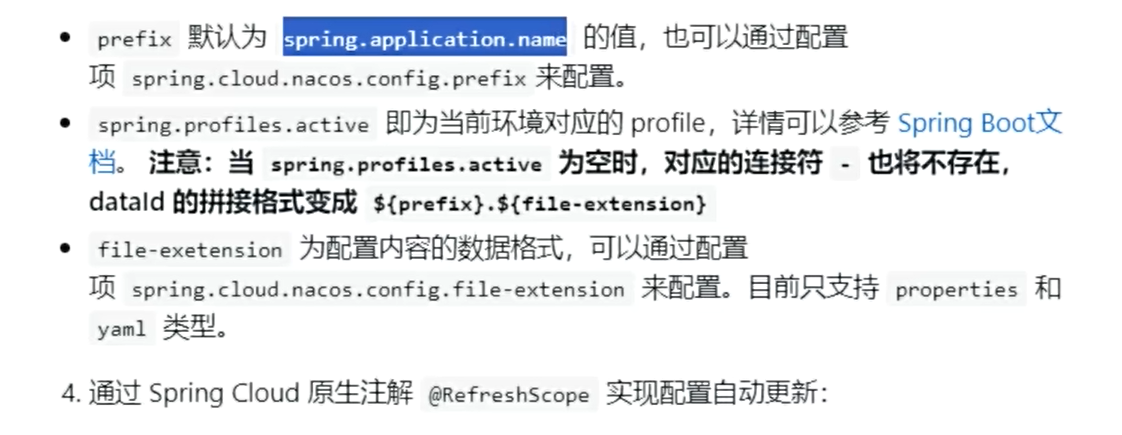 • prefix 默认为 spring.application.name 的值，也可以通过配置
项 spring.cloud.nacos.config.prefix 来配置。
• spring.profiles.active 即为当前环境对应的 profile，详情可以参考 Spring Boot文
档。 注意：当 spring.profiles.active 为空时，对应的连接符 - 也将不存在，
dataId 的拼接格式变成 ${prefix}.${file-extension}
• file-exetension 为配置内容的数据格式，可以通过配置
项 spring.cloud.nacos.config.file-extension 来配置。目前只支持 properties 和
yaml 类型。
4. 通过 Spring Cloud 原生注解 @RefreshScope 实现配置自动更新：